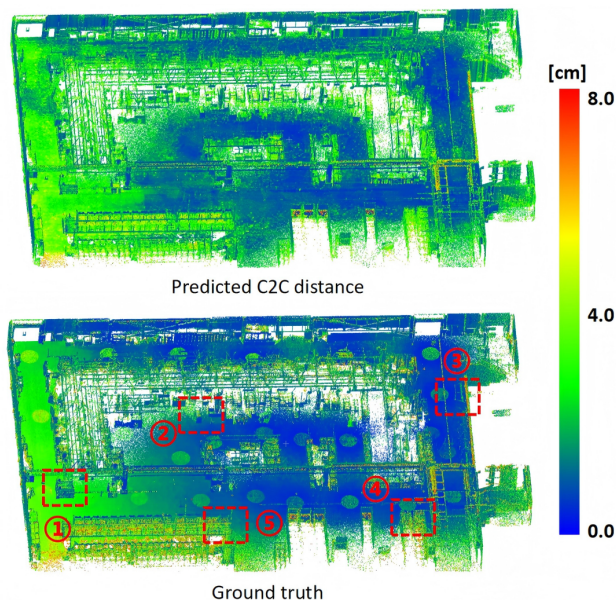 [cm]
8.0
4.0
0.0
Predicted C2C distance
③
②
④
①
⑤
Ground truth